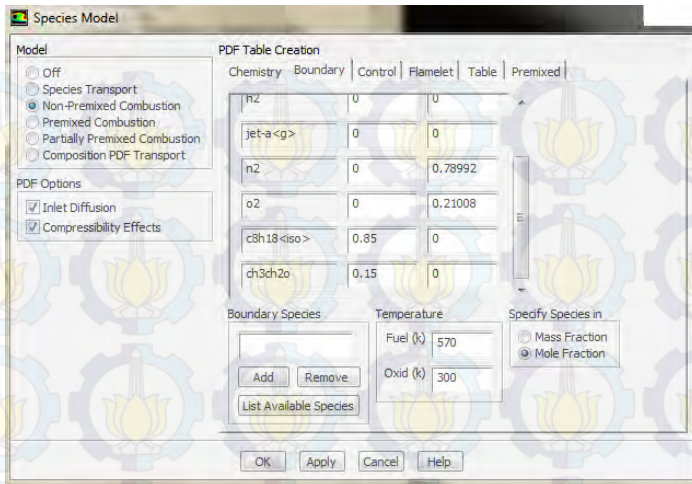 Species Model
Model
Off
Species Transport
Non-Premixed Combustion
Premixed Combustion
Partially Premixed Combustion
Composition PDF Transport
PDF Options
Inlet Diffusion
Compressibility Effects
PDF Table Creation
Chemistry Boundary Control Flamelet Table Premixed
h2 0 0
jet-a<g> 0 0
n2 0 0.78992
o2 0 0.21008
c8h18<iso> 0.85 0
ch3ch2o 0.15 0
Boundary Species
Add Remove
List Available Species
Temperature
Fuel (k) 570
Oxid (k) 300
Specify Species in
Mass Fraction
Mole Fraction
OK Apply Cancel Help